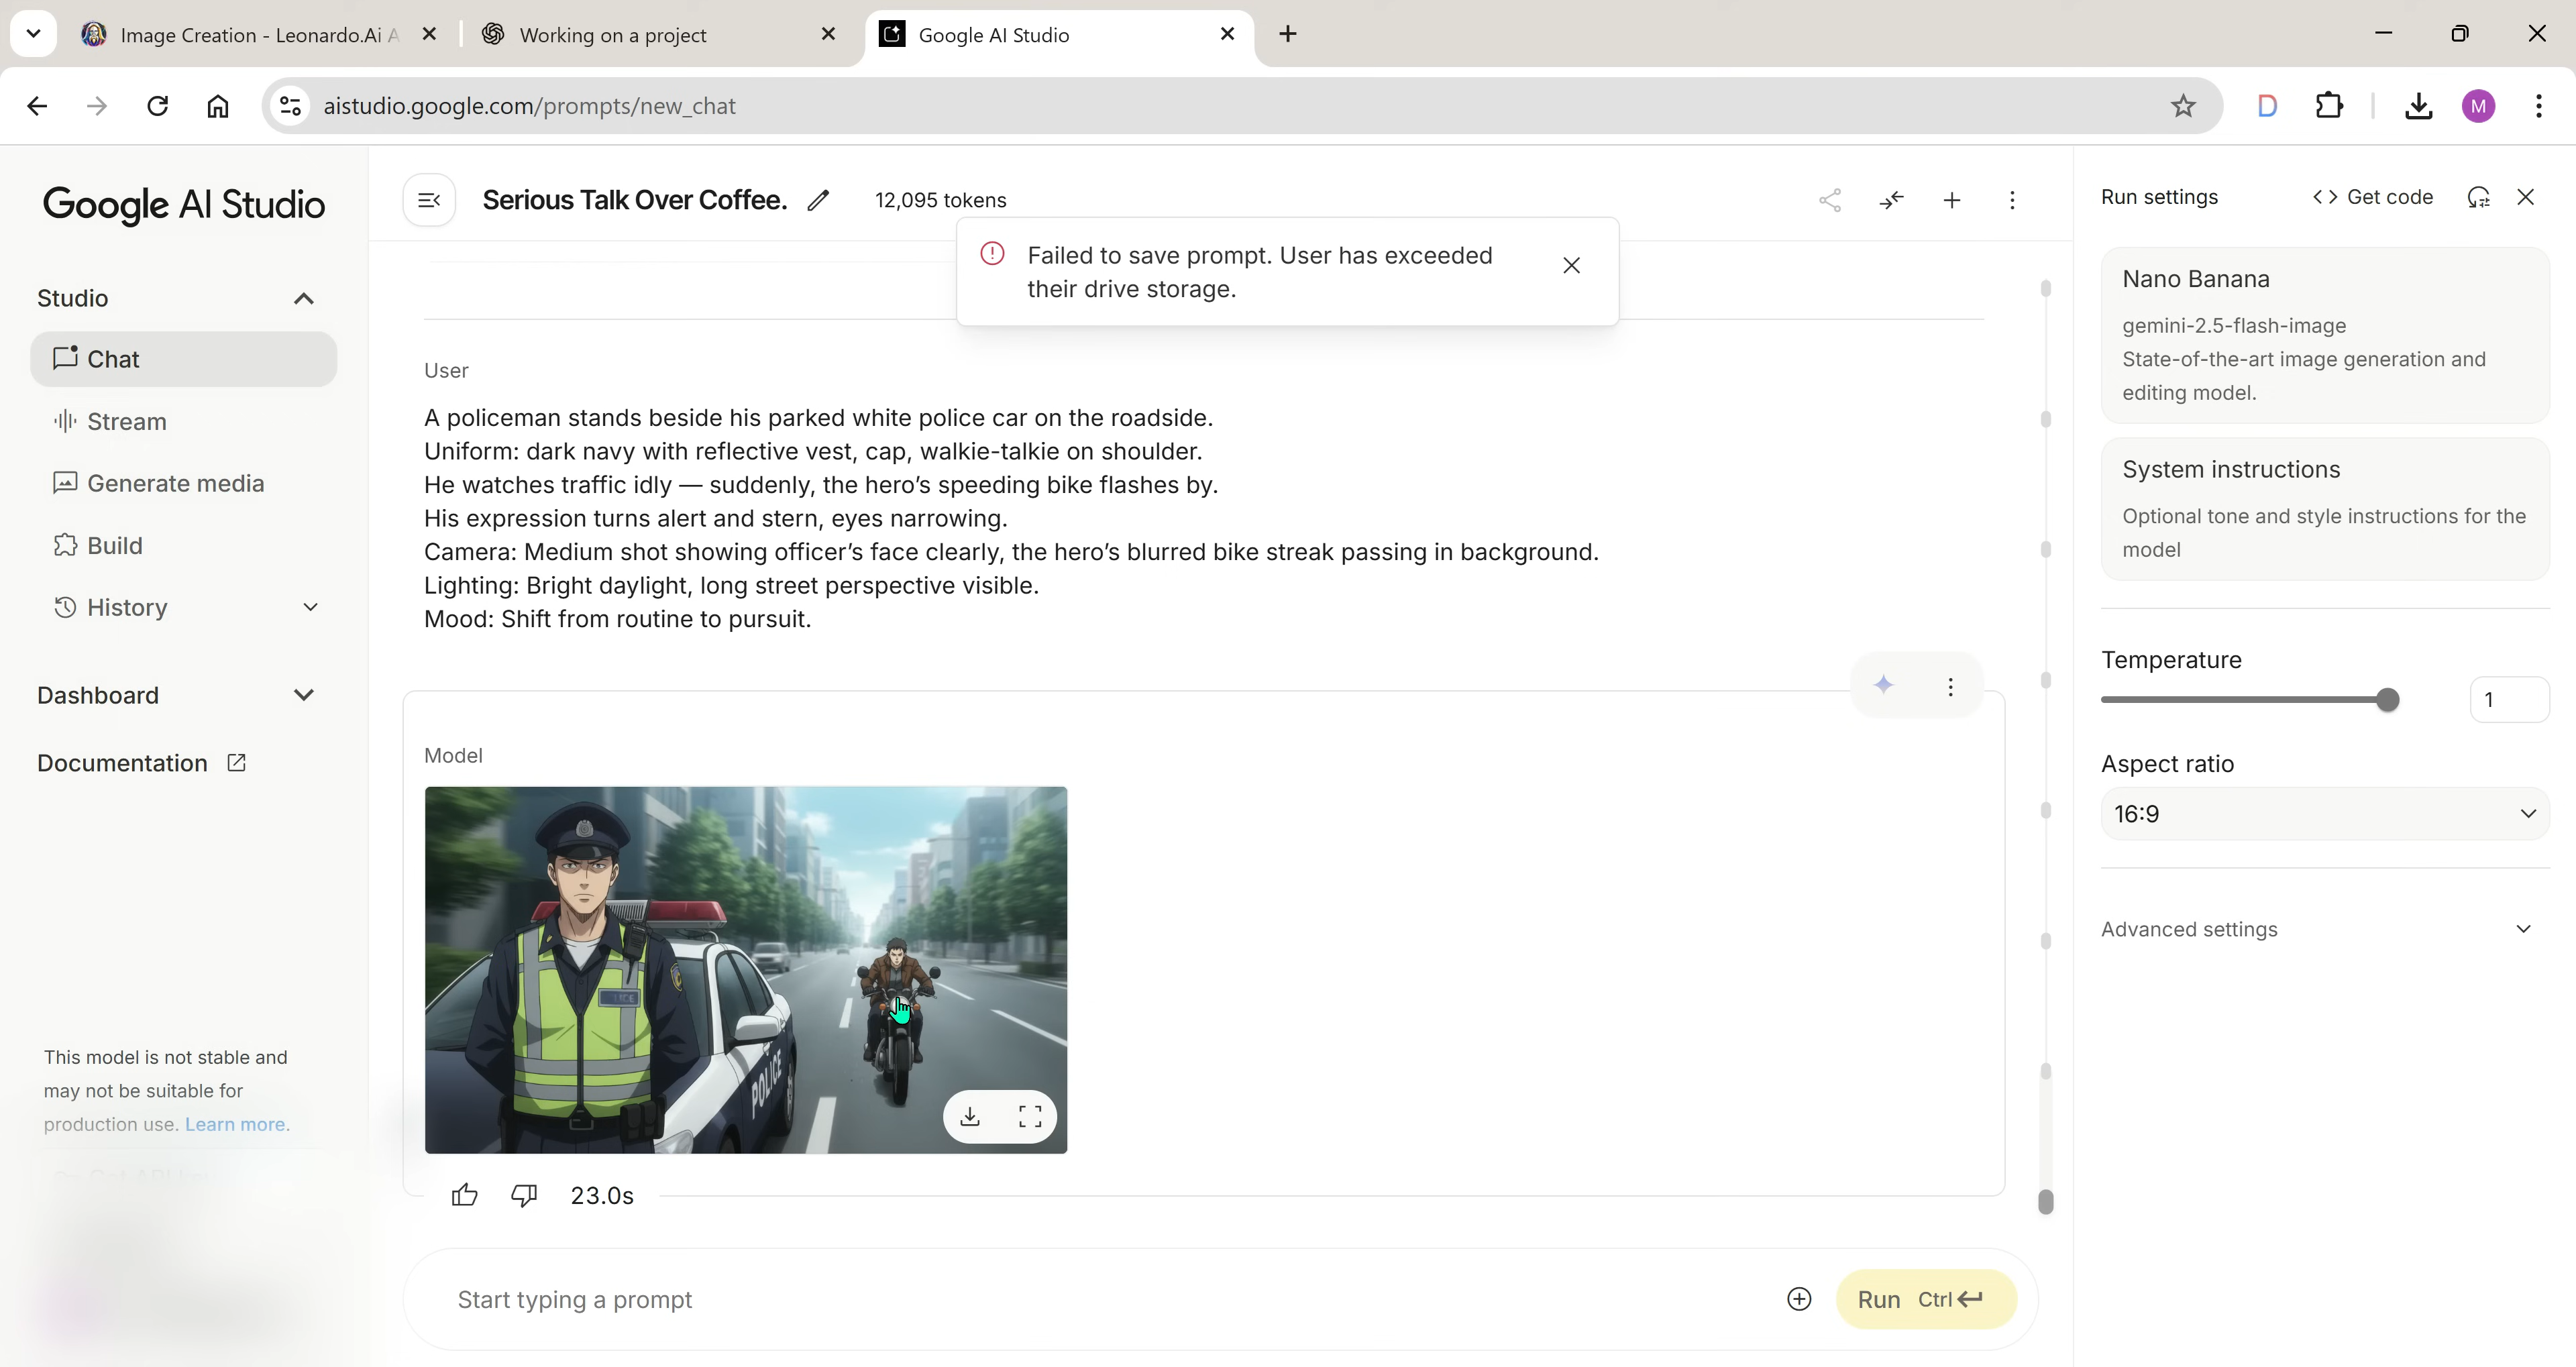 Image Creation - Leonardo.Ai A
Working on a project
Google AI Studio
aistudio.google.com/prompts/new_chat
D
M
Google AI Studio
Studio
Chat
Stream
Generate media
Build
History
Dashboard
Documentation
This model is not stable and
may not be suitable for
production use. Learn more.
Serious Talk Over Coffee.
12,095 tokens
Failed to save prompt. User has exceeded
their drive storage.
User
A policeman stands beside his parked white police car on the roadside.
Uniform: dark navy with reflective vest, cap, walkie-talkie on shoulder.
He watches traffic idly — suddenly, the hero’s speeding bike flashes by.
His expression turns alert and stern, eyes narrowing.
Camera: Medium shot showing officer’s face clearly, the hero’s blurred bike streak passing in background.
Lighting: Bright daylight, long street perspective visible.
Mood: Shift from routine to pursuit.
Model
POLICE
23.0s
Start typing a prompt
Run Ctrl
Run settings
Get code
Nano Banana
gemini-2.5-flash-image
State-of-the-art image generation and
editing model.
System instructions
Optional tone and style instructions for the
model
Temperature
1
Aspect ratio
16:9
Advanced settings